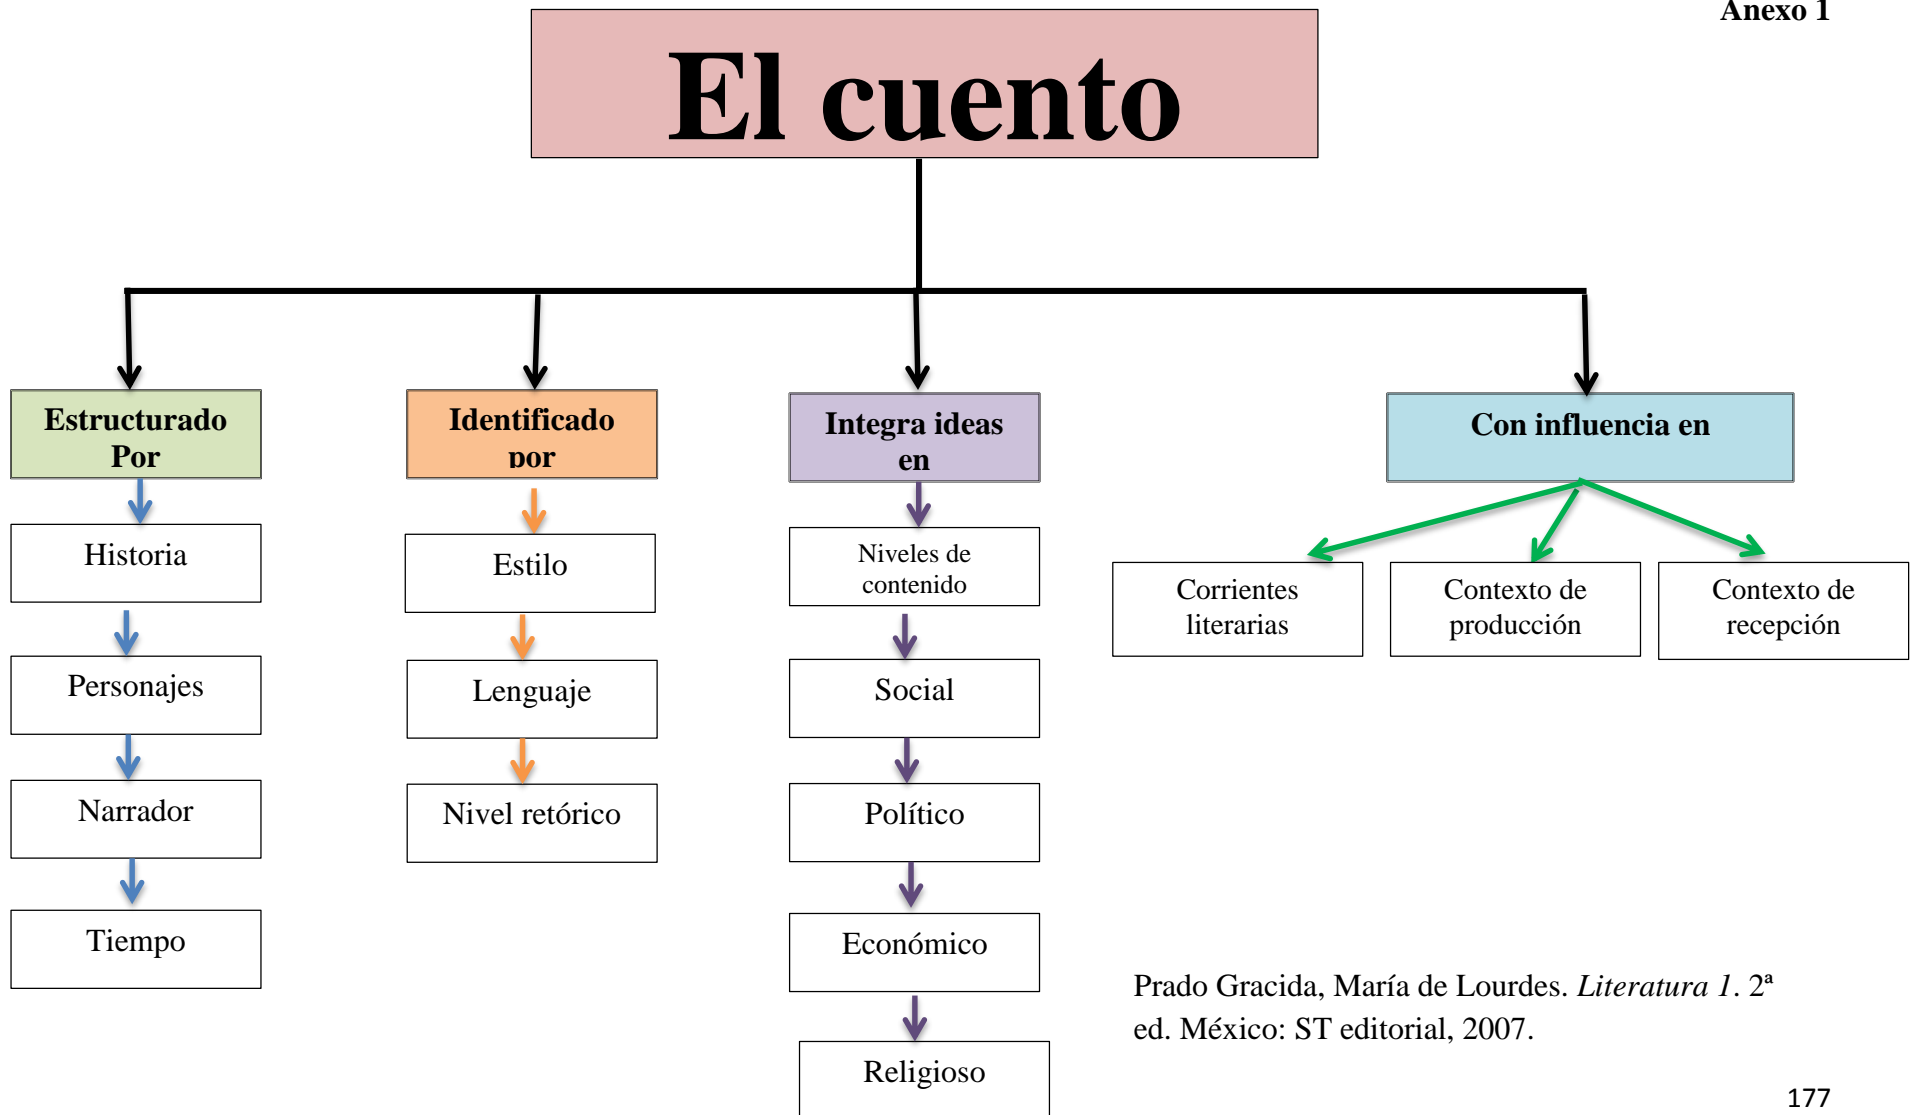 Anexo 1
El cuento
Estructurado
Por
Historia
Personajes
Narrador
Tiempo
Identificado
por
Estilo
Lenguaje
Nivel retórico
Integra ideas
en
Niveles de
contenido
Social
Político
Económico
Religioso
Con influencia en
Corrientes
literarias
Contexto de
producción
Contexto de
recepción
Prado Gracida, María de Lourdes. Literatura 1. 2ª
ed. México: ST editorial, 2007.
177